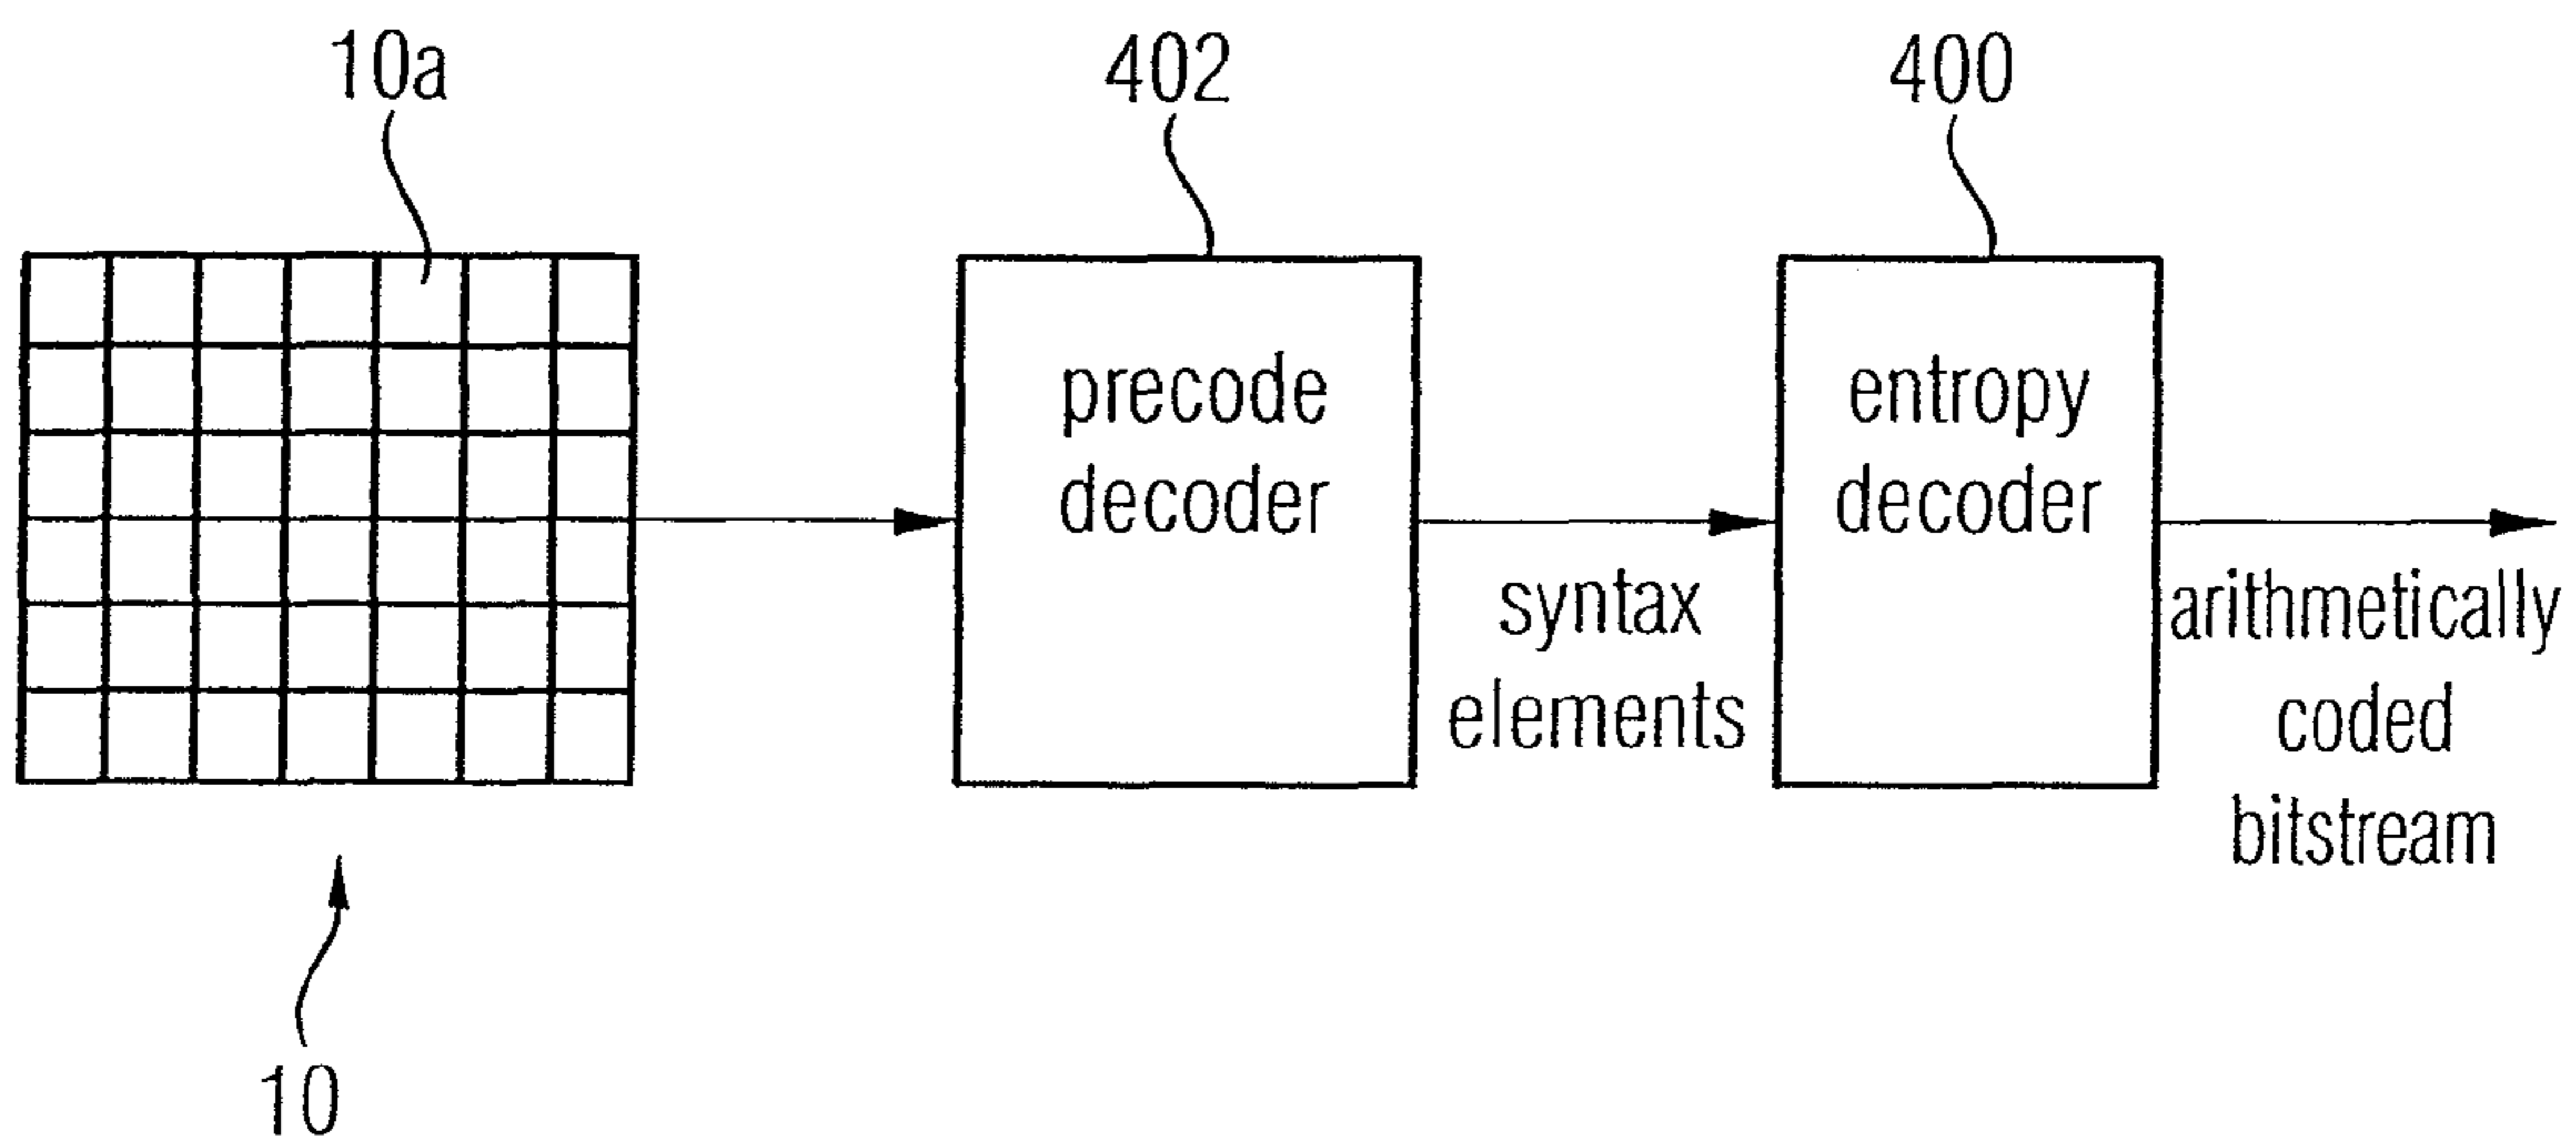 10a
402
400
precode
decoder
entropy
decoder
syntax
elements
arithmetically
coded
bitstream
10